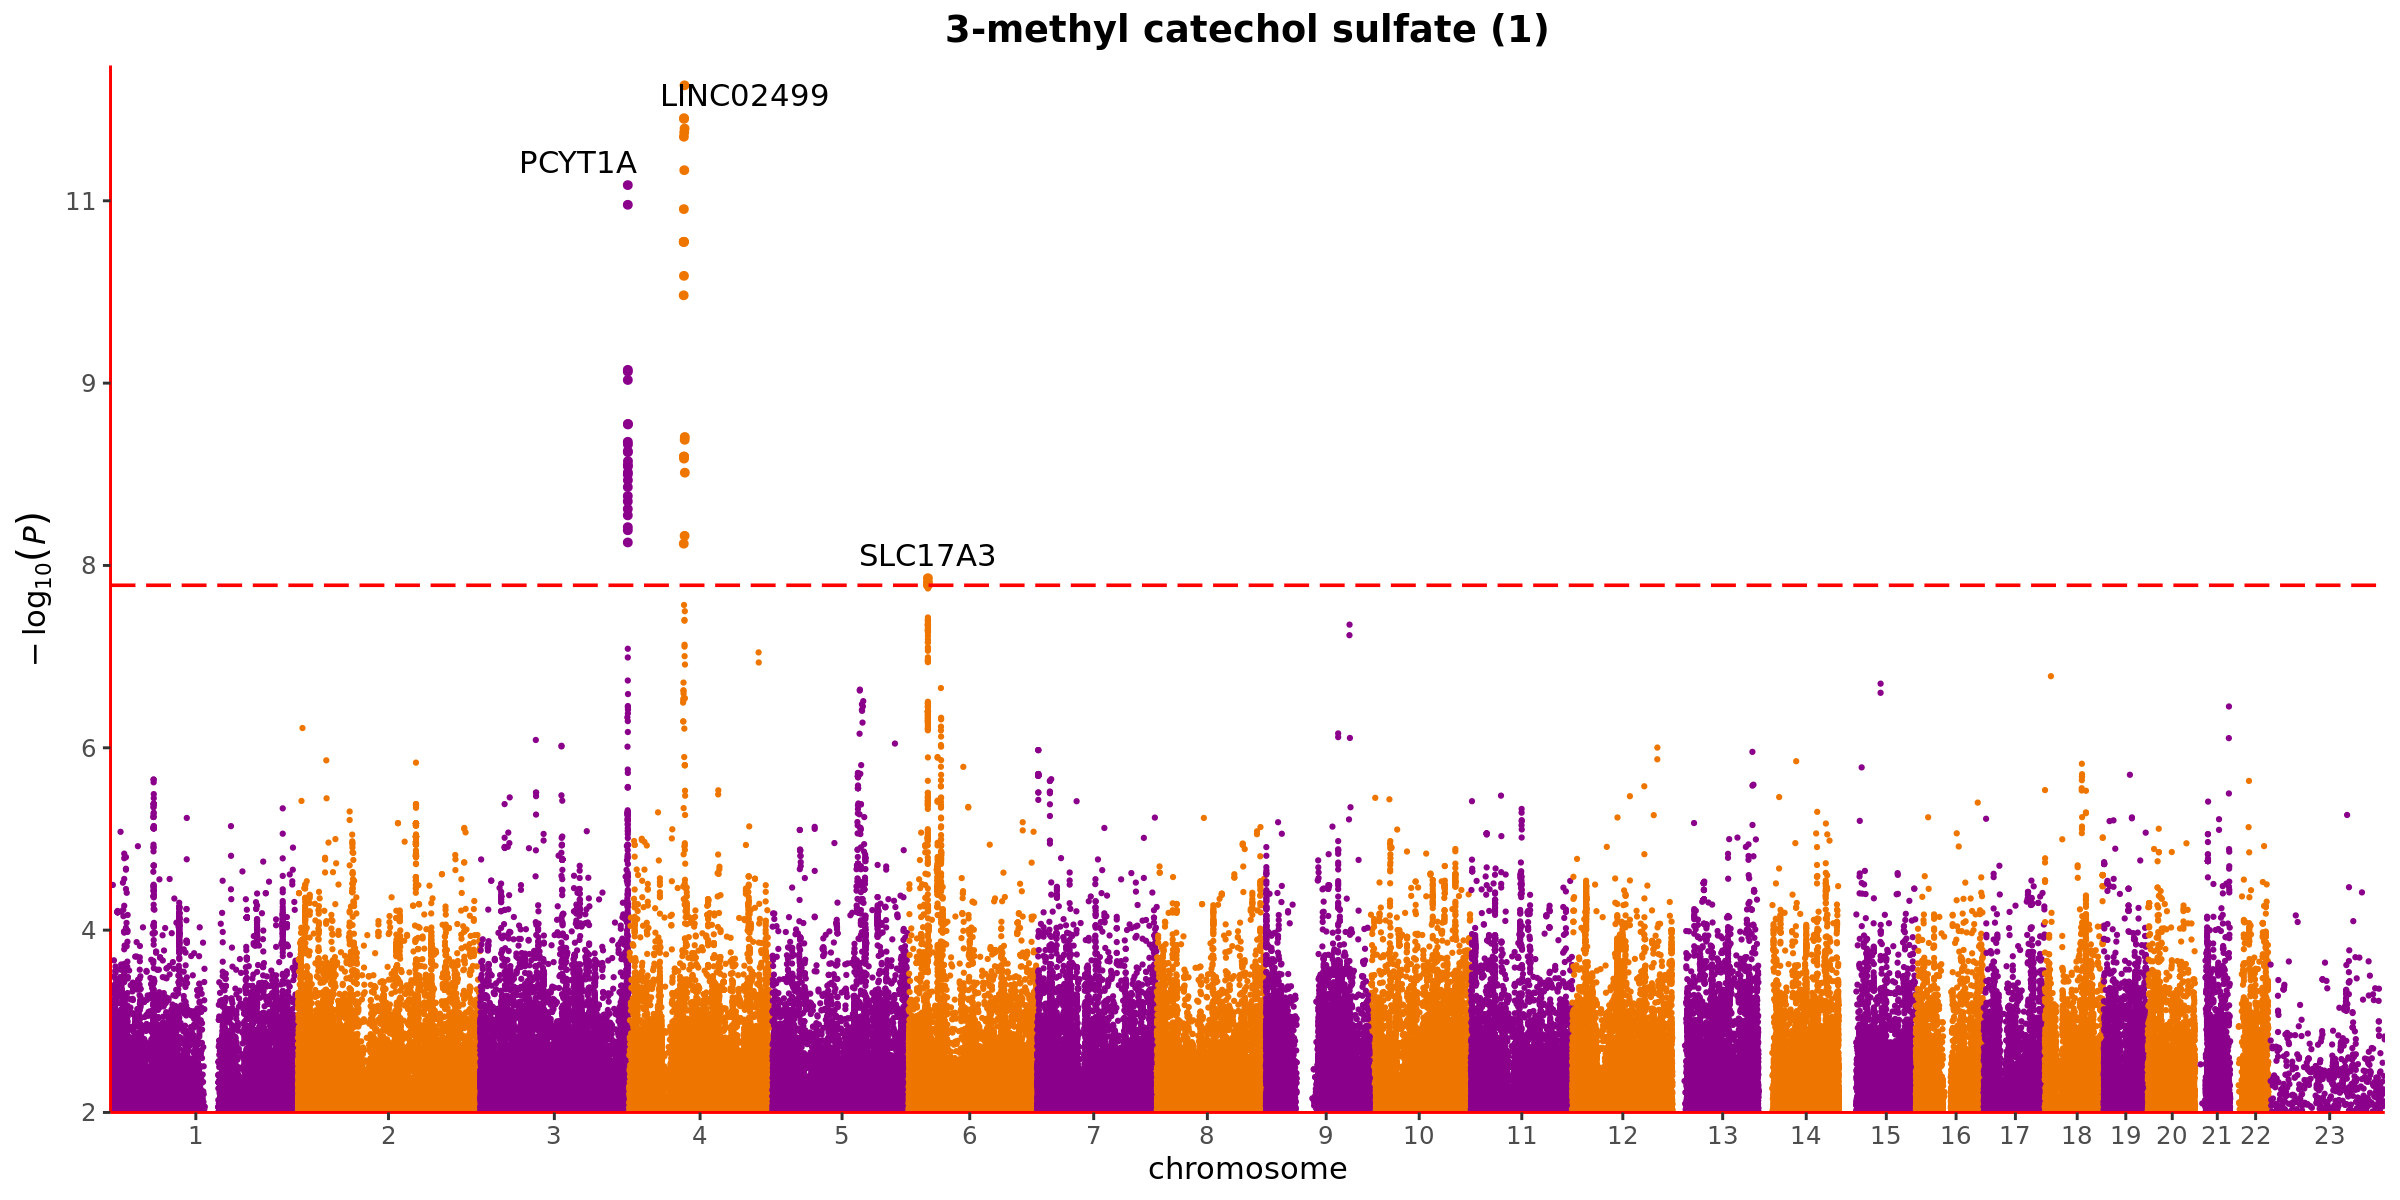 3-methyl catechol sulfate (1)
LINC02499
PCYT1A
SLC17A3
11
9
8
6
4
2
− log10(P)
1 2 3 4 5 6 7 8 9 10 11 12 13 14 15 16 17 18 19 20 21 22 23
chromosome